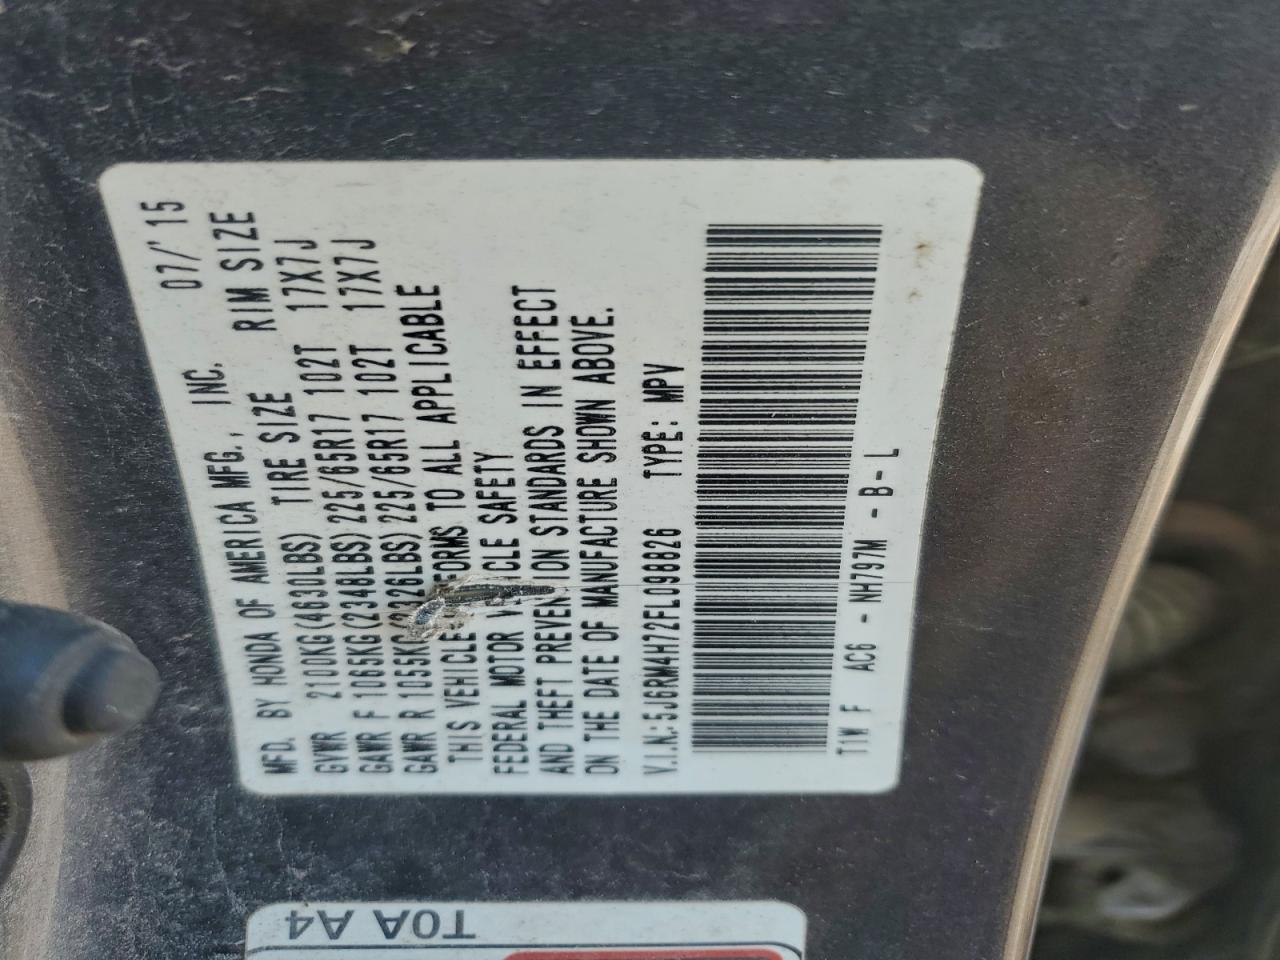 MFD. BY HONDA OF AMERICA MFG., INC. 07/'15
GVWR 2100KG(4630LBS) TIRE SIZE RIM SIZE
GAWR F 1065KG(2348LBS)225/65R17 102T 17X7J
GAWR R 1055KG(2326LBS)225/65R17 102T 17X7J
THIS VEHICLE FORMS TO ALL APPLICABLE
FEDERAL MOTOR VEHICLE SAFETY
AND THEFT PREVENTION STANDARDS IN EFFECT
ON THE DATE OF MANUFACTURE SHOWN ABOVE.
V.I.N.:5J6RM4H72FL098826 TYPE: MPV
T1W F AC6 - NH797M -B-L
T0A A4